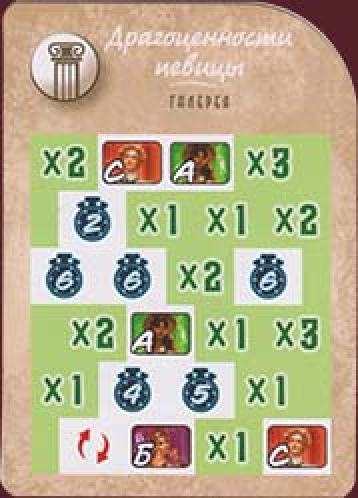 Драгоценности
певицы
ГАЛЕРЕЯ
x2 С А x3
2 x1 x1 x2
6 6 x2 6
x2 А x1 x3
x1 4 5 x1
Б x1 С